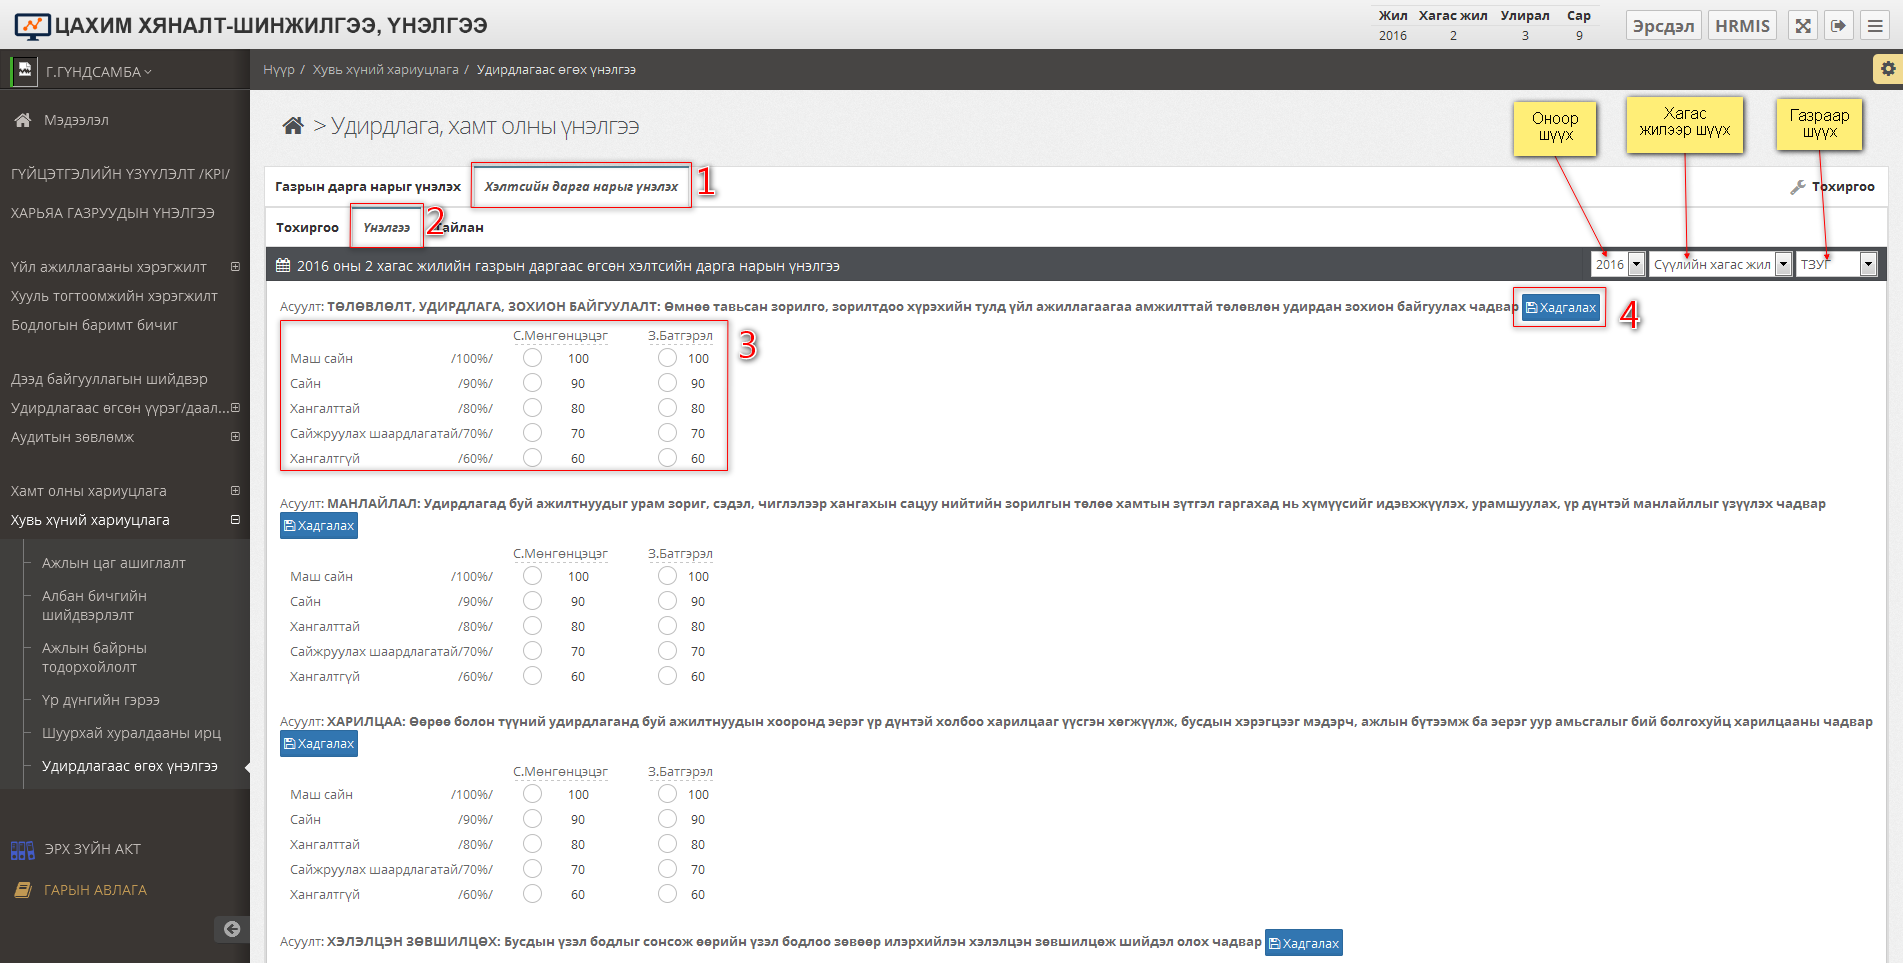 ЦАХИМ ХЯНАЛТ-ШИНЖИЛГЭЭ, ҮНЭЛГЭЭ
Жил Хагас жил Улирал Сар
2016 2 3 9
Эрсдэл HRMIS
Г.ГҮНДСАМБА
Нүүр / Хувь хүний хариуцлага / Удирдлагаас өгөх үнэлгээ
Мэдээлэл
ГҮЙЦЭТГЭЛИЙН ҮЗҮҮЛЭЛТ /KPI/
ХАРЬЯА ГАЗРУУДЫН ҮНЭЛГЭЭ
Үйл ажиллагааны хэрэгжилт
Хууль тогтоомжийн хэрэгжилт
Бодлогын баримт бичиг
Дээд байгууллагын шийдвэр
Удирдлагаас өгсөн үүрэг/даал...
Аудитын зөвлөмж
Хамт олны хариуцлага
Хувь хүний хариуцлага
Ажлын цаг ашиглалт
Албан бичгийн
шийдвэрлэлт
Ажлын байрны
тодорхойлолт
Үр дүнгийн гэрээ
Шуурхай хуралдааны ирц
Удирдлагаас өгөх үнэлгээ
ЭРХ ЗҮЙН АКТ
ГАРЫН АВЛАГА
> Удирдлага, хамт олны үнэлгээ
Оноор
шүүх
Хагас
жилээр шүүх
Газраар
шүүх
Газрын дарга нарыг үнэлэх Хэлтсийн дарга нарыг үнэлэх 1 Тохиргоо
Тохиргоо Үнэлгээ 2 айлан
2016 оны 2 хагас жилийн газрын даргаас өгсөн хэлтсийн дарга нарын үнэлгээ 2016 Сүүлийн хагас жил ТЗУГ
Асуулт: ТӨЛӨВЛӨЛТ, УДИРДЛАГА, ЗОХИОН БАЙГУУЛАЛТ: Өмнөө тавьсан зорилго, зорилтдоо хүрэхийн тулд үйл ажиллагаагаа амжилттай төлөвлөн удирдан зохион байгуулах чадвар Хадгалах 4
С.Мөнгөнцэцэг З.Батгэрэл 3
Маш сайн /100%/ 100 100
Сайн /90%/ 90 90
Хангалттай /80%/ 80 80
Сайжруулах шаардлагатай/70%/ 70 70
Хангалтгүй /60%/ 60 60
Асуулт: МАНЛАЙЛАЛ: Удирдлагад буй ажилтнуудыг урам зориг, сэдэл, чиглэлээр хангахын сацуу нийтийн зорилгын төлөө хамтын зүтгэл гаргахад нь хүмүүсийг идэвхжүүлэх, урамшуулах, үр дүнтэй манлайллыг үзүүлэх чадвар
Хадгалах
С.Мөнгөнцэцэг З.Батгэрэл
Маш сайн /100%/ 100 100
Сайн /90%/ 90 90
Хангалттай /80%/ 80 80
Сайжруулах шаардлагатай/70%/ 70 70
Хангалтгүй /60%/ 60 60
Асуулт: ХАРИЛЦАА: Өөрөө болон түүний удирдлаганд буй ажилтнуудын хооронд эерэг үр дүнтэй холбоо харилцааг үүсгэн хөгжүүлж, бусдын хэрэгцээг мэдэрч, ажлын бүтээмж ба эерэг уур амьсгалыг бий болгохуйц харилцааны чадвар
Хадгалах
С.Мөнгөнцэцэг З.Батгэрэл
Маш сайн /100%/ 100 100
Сайн /90%/ 90 90
Хангалттай /80%/ 80 80
Сайжруулах шаардлагатай/70%/ 70 70
Хангалтгүй /60%/ 60 60
Асуулт: ХЭЛЭЛЦЭН ЗӨВШИЛЦӨХ: Бусдын үзэл бодлыг сонсож өөрийн үзэл бодлоо зөвөөр илэрхийлэн хэлэлцэн зөвшилцөж шийдэл олох чадвар Хадгалах